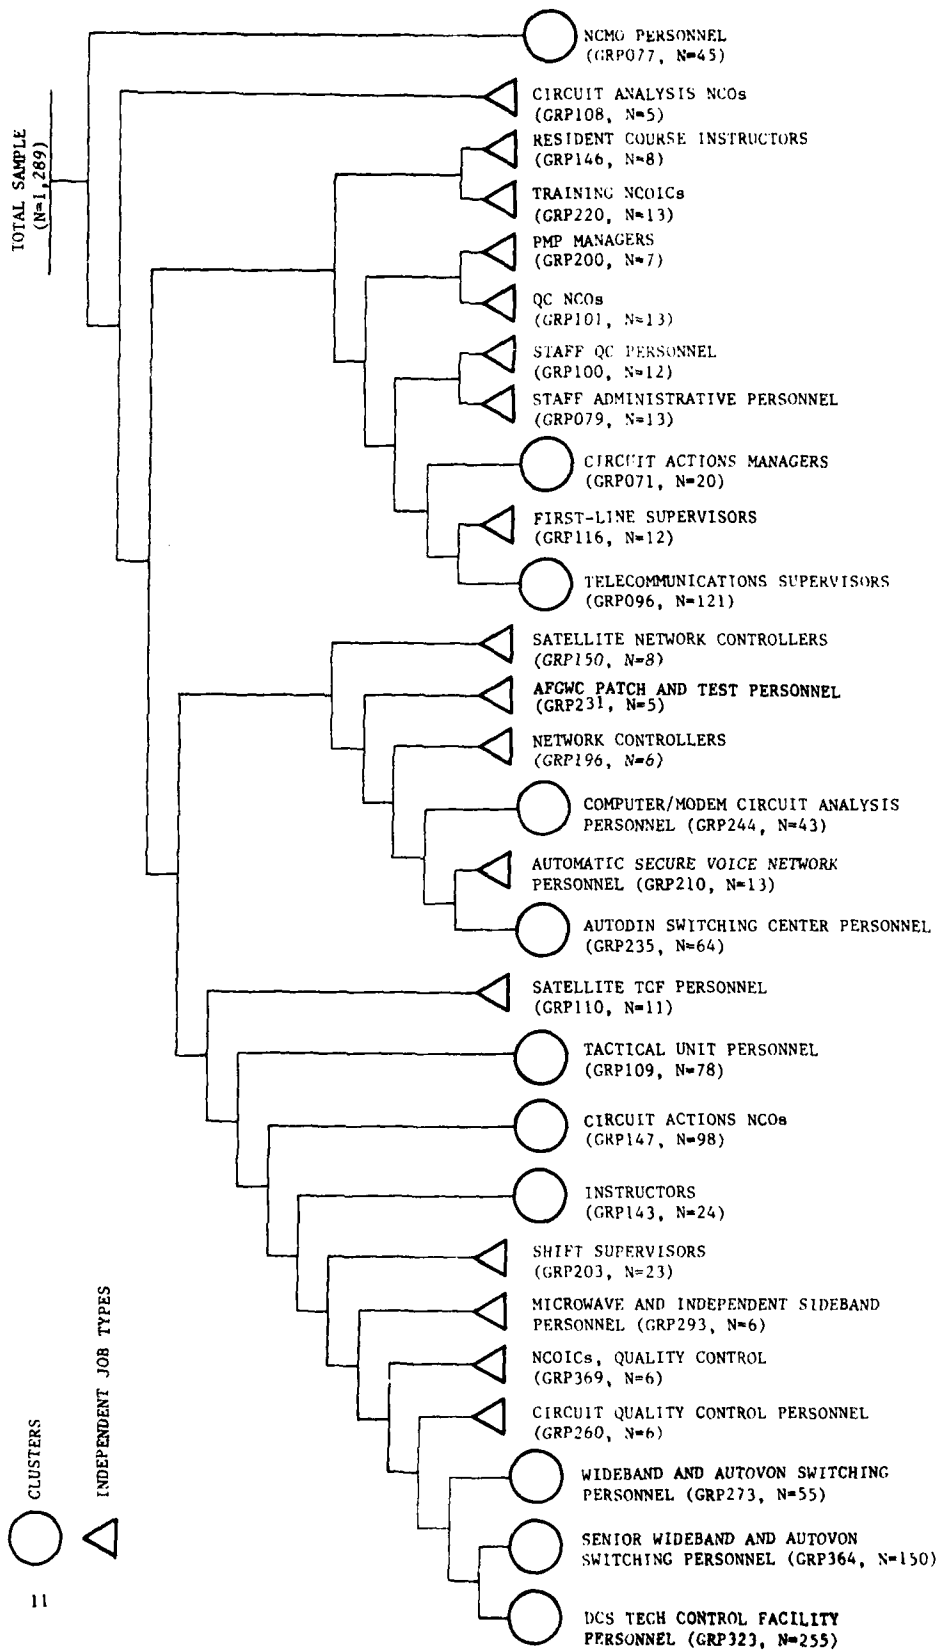 TOTAL SAMPLE
(N=1,289)
NCMO PERSONNEL
(GRP077, N=45)
CIRCUIT ANALYSIS NCOs
(GRP108, N=5)
RESIDENT COURSE INSTRUCTORS
(GRP146, N=8)
TRAINING NCOICs
(GRP220, N=13)
PMP MANAGERS
(GRP200, N=7)
QC NCOs
(GRP101, N=13)
STAFF QC PERSONNEL
(GRP100, N=12)
STAFF ADMINISTRATIVE PERSONNEL
(GRP079, N=13)
CIRCUIT ACTIONS MANAGERS
(GRP071, N=20)
FIRST-LINE SUPERVISORS
(GRP116, N=12)
TELECOMMUNICATIONS SUPERVISORS
(GRP096, N=121)
SATELLITE NETWORK CONTROLLERS
(GRP150, N=8)
AFGWC PATCH AND TEST PERSONNEL
(GRP231, N=5)
NETWORK CONTROLLERS
(GRP196, N=6)
COMPUTER/MODEM CIRCUIT ANALYSIS
PERSONNEL (GRP244, N=43)
AUTOMATIC SECURE VOICE NETWORK
PERSONNEL (GRP210, N=13)
AUTODIN SWITCHING CENTER PERSONNEL
(GRP235, N=64)
SATELLITE TCF PERSONNEL
(GRP110, N=11)
TACTICAL UNIT PERSONNEL
(GRP109, N=78)
CIRCUIT ACTIONS NCOs
(GRP147, N=98)
INSTRUCTORS
(GRP143, N=24)
SHIFT SUPERVISORS
(GRP203, N=23)
MICROWAVE AND INDEPENDENT SIDEBAND
PERSONNEL (GRP293, N=6)
NCOICs, QUALITY CONTROL
(GRP369, N=6)
CIRCUIT QUALITY CONTROL PERSONNEL
(GRP260, N=6)
WIDEBAND AND AUTOVON SWITCHING
PERSONNEL (GRP273, N=55)
SENIOR WIDEBAND AND AUTOVON
SWITCHING PERSONNEL (GRP364, N=150)
DCS TECH CONTROL FACILITY
PERSONNEL (GRP323, N=255)
CLUSTERS
INDEPENDENT JOB TYPES
11